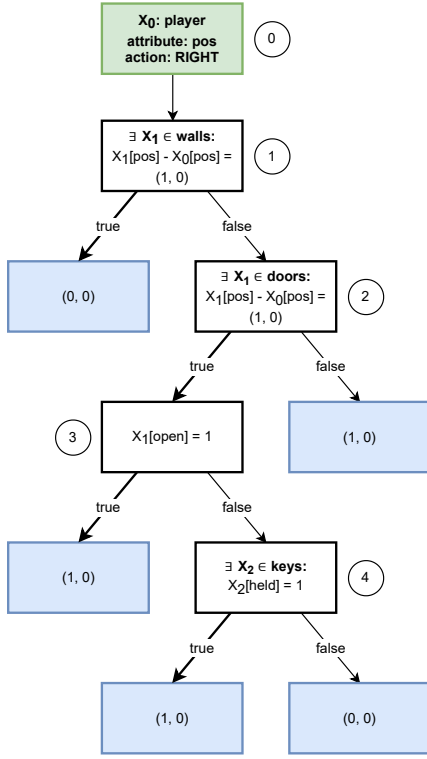 X₀: player
attribute: pos
action: RIGHT
0
∃ X₁ ∈ walls:
X₁[pos] - X₀[pos] =
(1, 0)
1
true
false
(0, 0)
∃ X₁ ∈ doors:
X₁[pos] - X₀[pos] =
(1, 0)
2
true
false
3
X₁[open] = 1
(1, 0)
true
false
(1, 0)
∃ X₂ ∈ keys:
X₂[held] = 1
4
true
false
(1, 0)
(0, 0)